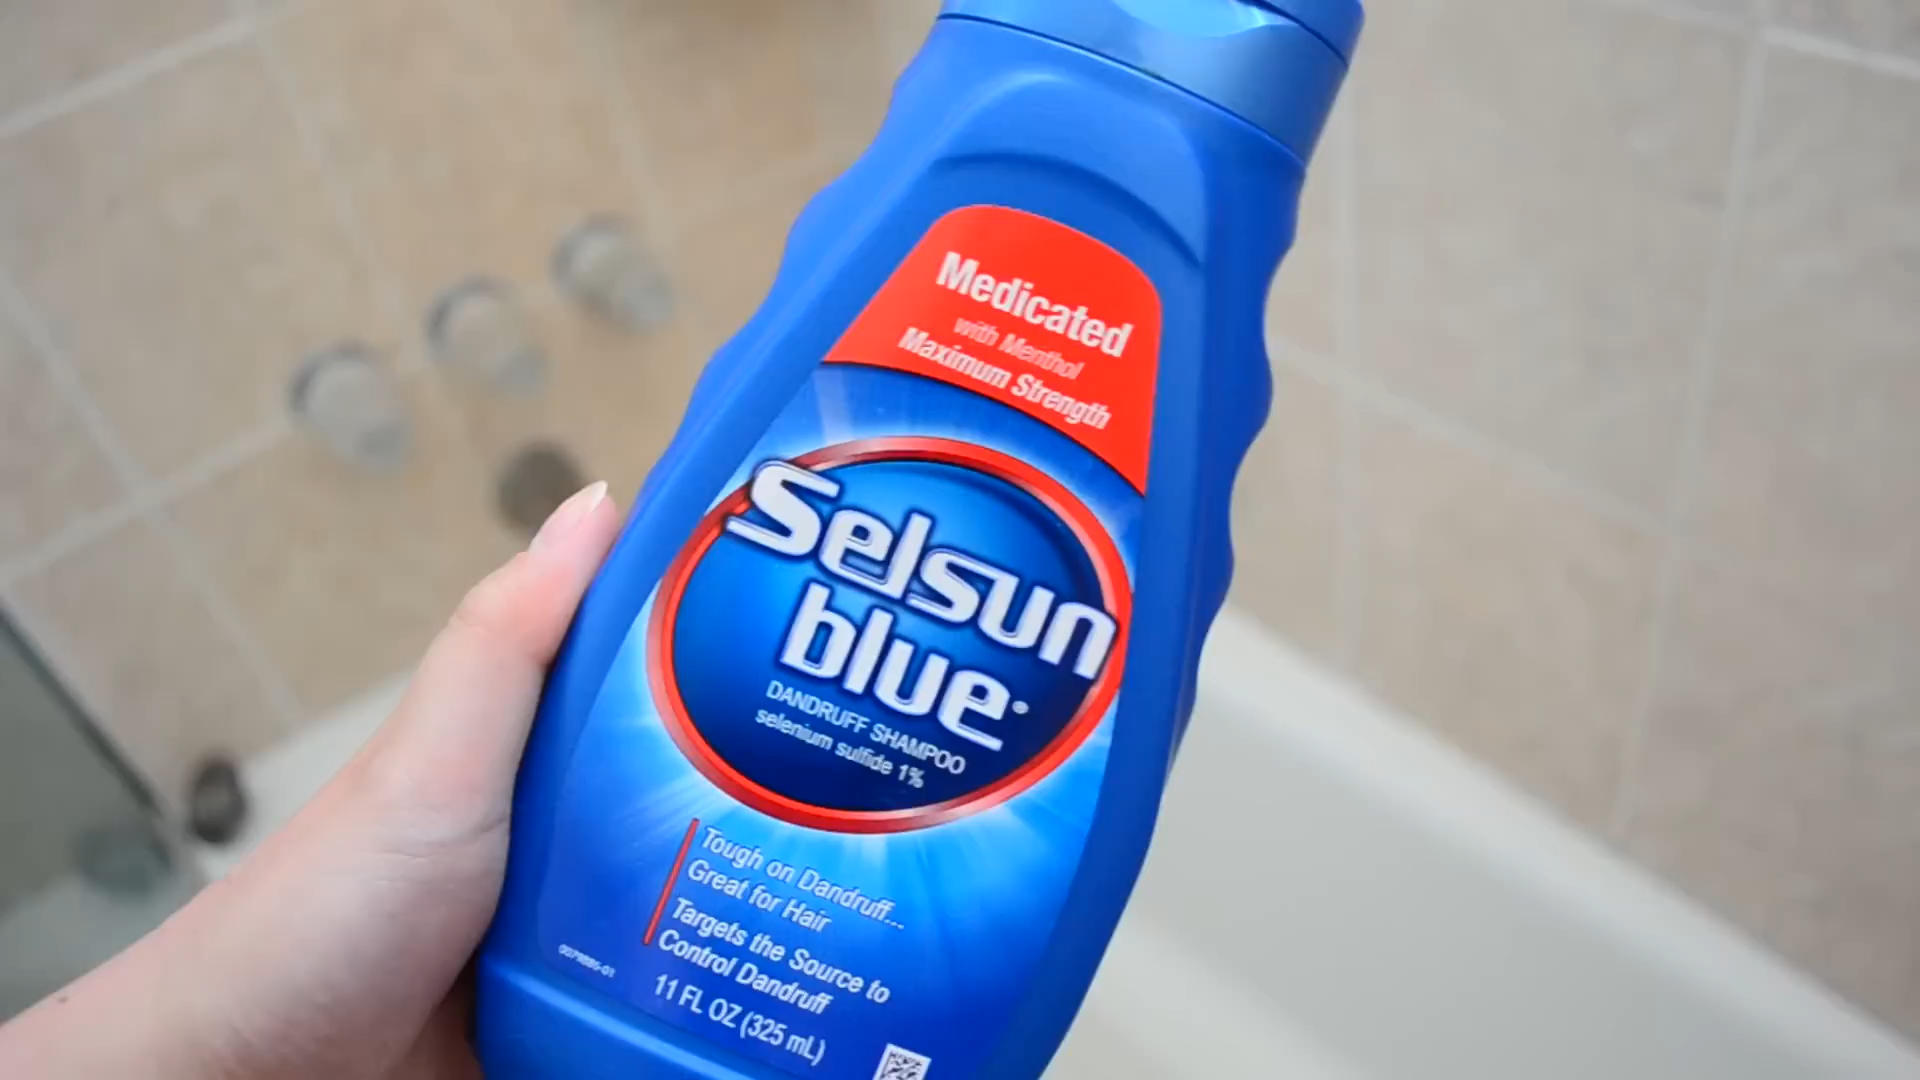 Medicated
with Menthol
Maximum Strength
Selsun
blue®
DANDRUFF SHAMPOO
selenium sulfide 1%
Tough on Dandruff...
Great for Hair
Targets the Source to
Control Dandruff
11 FL OZ (325 mL)